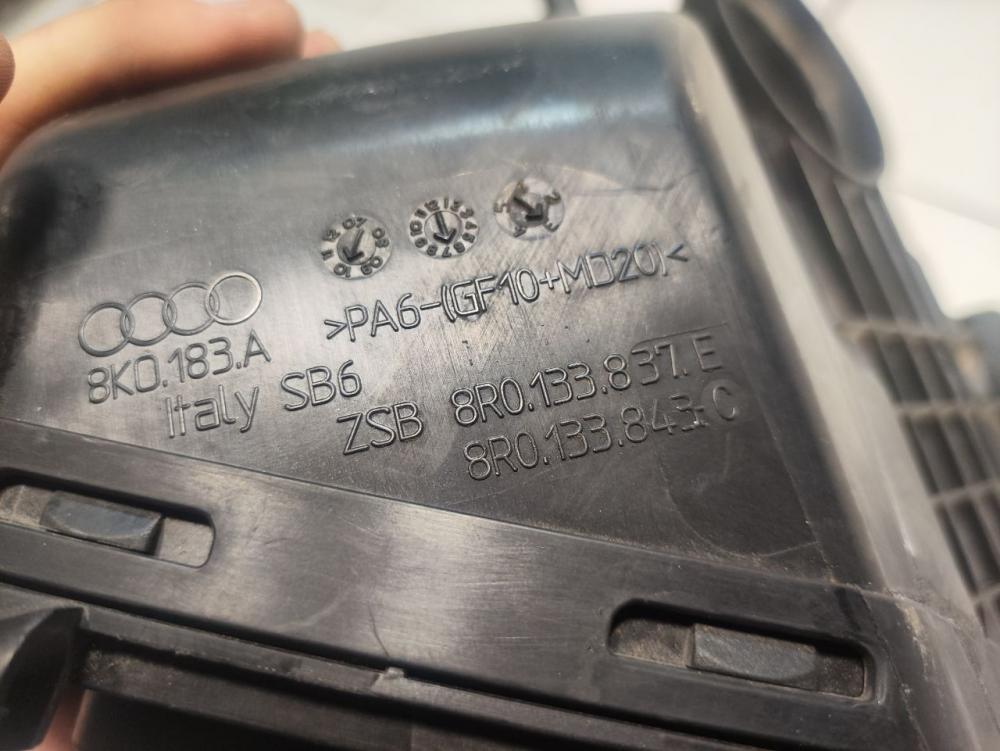 >PA6-(GF10+MD20)<
8K0.183.A
Italy SB6
ZSB 8R0.133.837.E
8R0.133.843.C